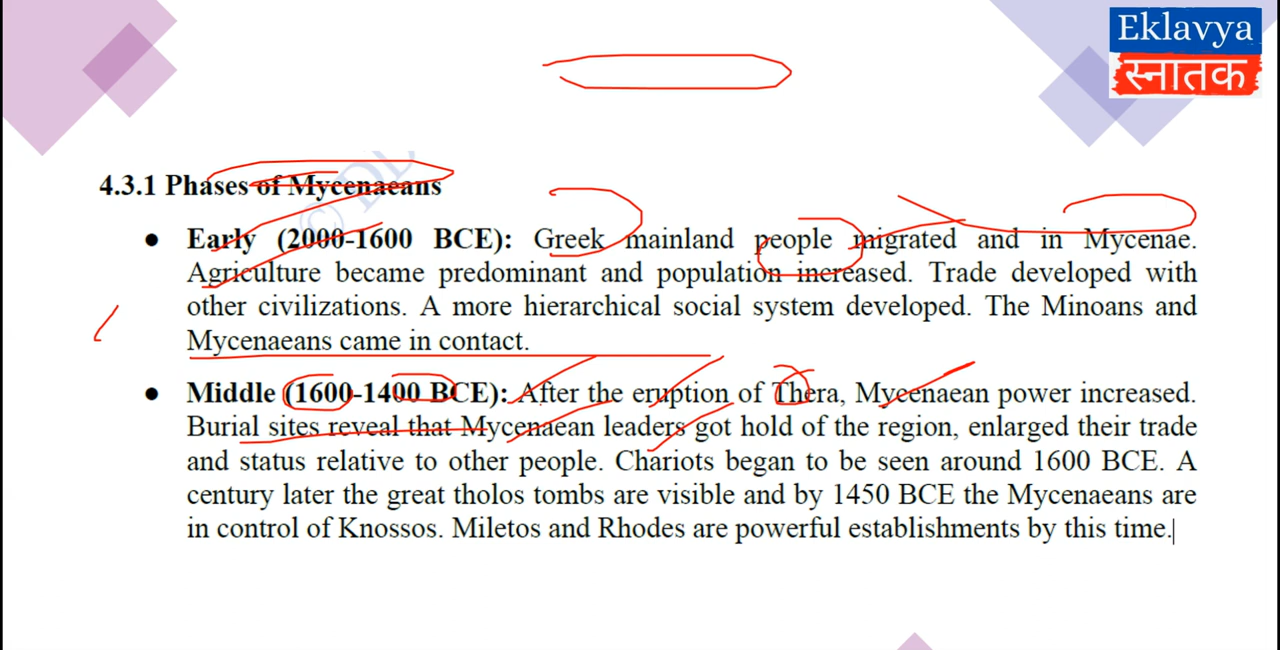 Eklavya
स्नातक
4.3.1 Phases of Mycenaeans
● Early (2000-1600 BCE): Greek mainland people migrated and in Mycenae.
Agriculture became predominant and population increased. Trade developed with
other civilizations. A more hierarchical social system developed. The Minoans and
Mycenaeans came in contact.
● Middle (1600-1400 BCE): After the eruption of Thera, Mycenaean power increased.
Burial sites reveal that Mycenaean leaders got hold of the region, enlarged their trade
and status relative to other people. Chariots began to be seen around 1600 BCE. A
century later the great tholos tombs are visible and by 1450 BCE the Mycenaeans are
in control of Knossos. Miletos and Rhodes are powerful establishments by this time.